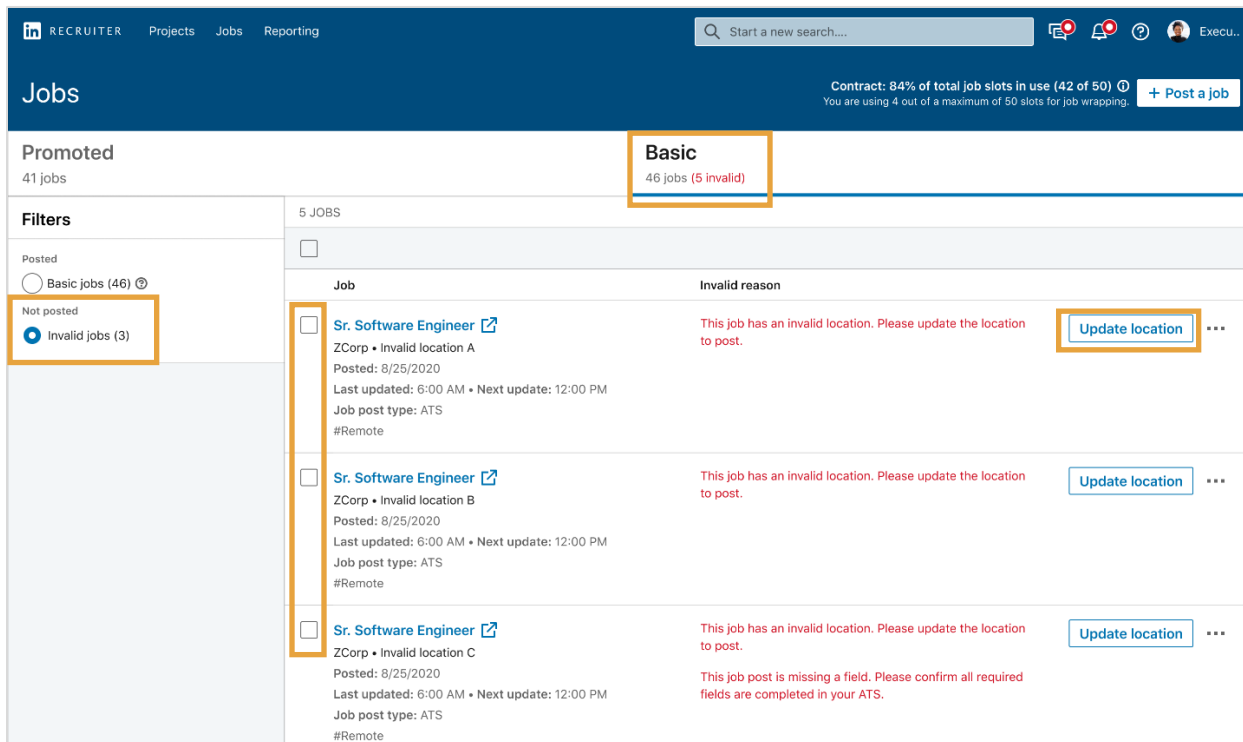 in RECRUITER Projects Jobs Reporting Start a new search.... Execu..
Jobs
Contract: 84% of total job slots in use (42 of 50)
You are using 4 out of a maximum of 50 slots for job wrapping.
+ Post a job
Promoted
41 jobs
Basic
46 jobs (5 invalid)
Filters
Posted
Basic jobs (46)
Not posted
Invalid jobs (3)
5 JOBS
Job Invalid reason
Sr. Software Engineer
ZCorp • Invalid location A
Posted: 8/25/2020
Last updated: 6:00 AM • Next update: 12:00 PM
Job post type: ATS
#Remote
This job has an invalid location. Please update the location
to post.
Update location
Sr. Software Engineer
ZCorp • Invalid location B
Posted: 8/25/2020
Last updated: 6:00 AM • Next update: 12:00 PM
Job post type: ATS
#Remote
This job has an invalid location. Please update the location
to post.
Update location
Sr. Software Engineer
ZCorp • Invalid location C
Posted: 8/25/2020
Last updated: 6:00 AM • Next update: 12:00 PM
Job post type: ATS
#Remote
This job has an invalid location. Please update the location
to post.
This job post is missing a field. Please confirm all required
fields are completed in your ATS.
Update location